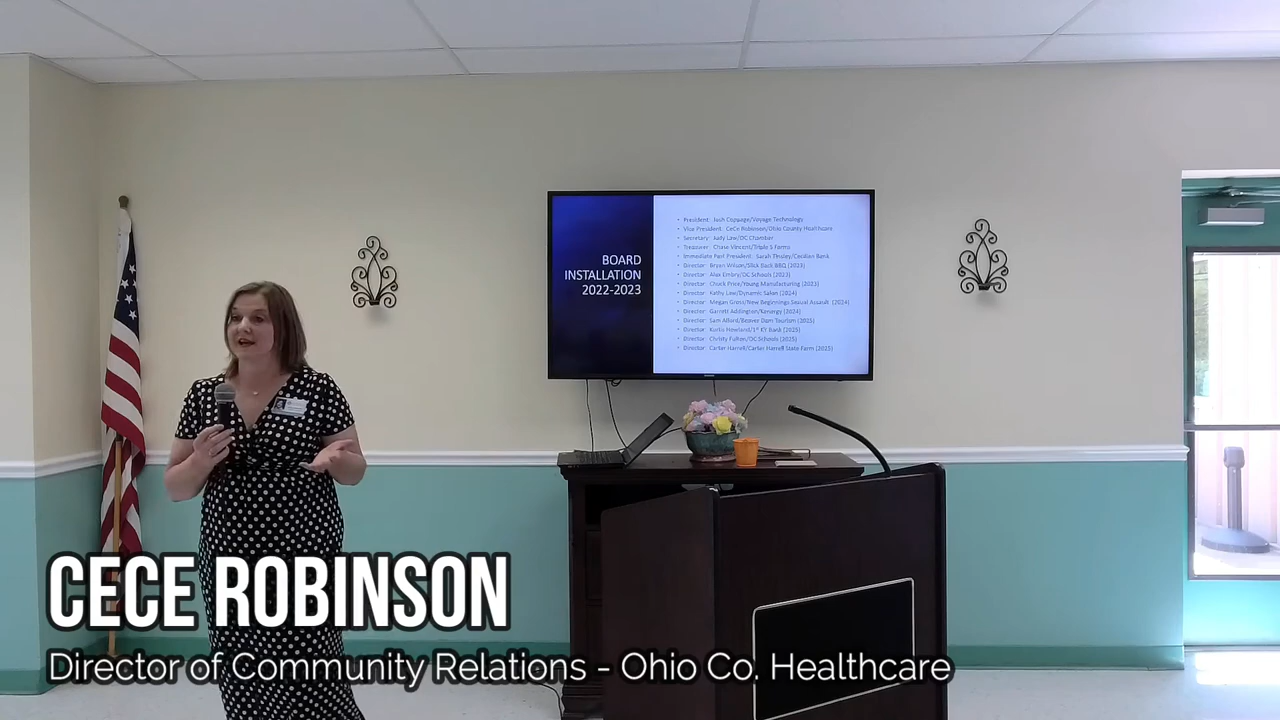 BOARD
INSTALLATION
2022-2023
President: Josh Coppage/Voyage Technology
Vice President: CeCe Robinson/Ohio County Healthcare
Secretary: Jody Law/OC Chamber
Treasurer: Chase Vincent/Triple S Farms
Immediate Past President: Sarah Tinsley/Cecilian Bank
Director: Bryan Wilson/Slick Back BBQ (2023)
Director: Alex Embry/OC Schools (2023)
Director: Chuck Price/Young Manufacturing (2023)
Director: Kathy Law/Dynamic Salon (2024)
Director: Megan Gross/New Beginnings Sexual Assault (2024)
Director: Garrett Addington/Kenergy (2024)
Director: Sam Allard/Beaver Dam Tourism (2025)
Director: Kurtis Howland/1st KY Bank (2025)
Director: Christy Fulton/OC Schools (2025)
Director: Carter Harrell/Carter Harrell State Farm (2025)
CECE ROBINSON
Director of Community Relations - Ohio Co. Healthcare